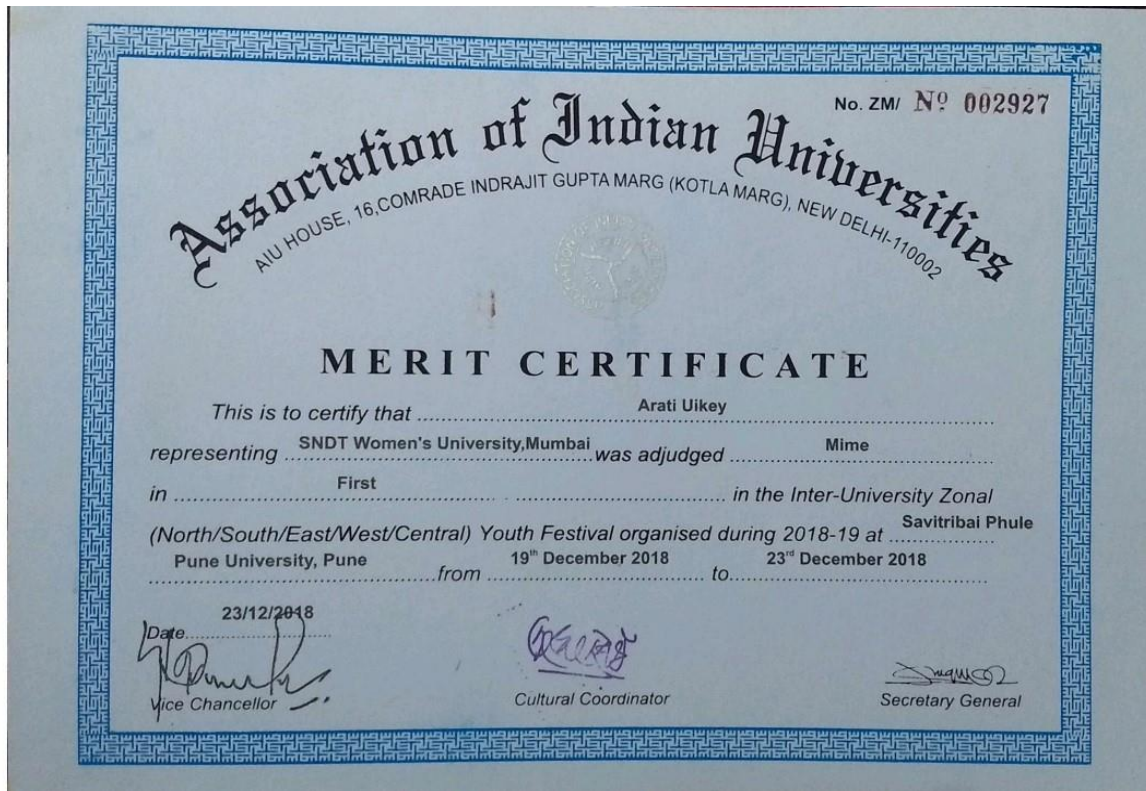 No. ZM/ Nº 002927
Association of Indian Universities
AIU HOUSE, 16,COMRADE INDRAJIT GUPTA MARG (KOTLA MARG), NEW DELHI-110002
MERIT CERTIFICATE
This is to certify that Arati Uikey
representing SNDT Women's University,Mumbai was adjudged Mime
in First in the Inter-University Zonal
(North/South/East/West/Central) Youth Festival organised during 2018-19 at Savitribai Phule
Pune University, Pune from 19th December 2018 to 23rd December 2018
Date 23/12/2018
Vice Chancellor Cultural Coordinator Secretary General